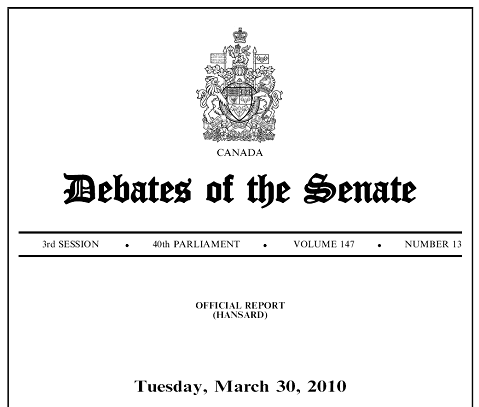 CANADA
Debates of the Senate
3rd SESSION • 40th PARLIAMENT • VOLUME 147 • NUMBER 13
OFFICIAL REPORT
(HANSARD)
Tuesday, March 30, 2010